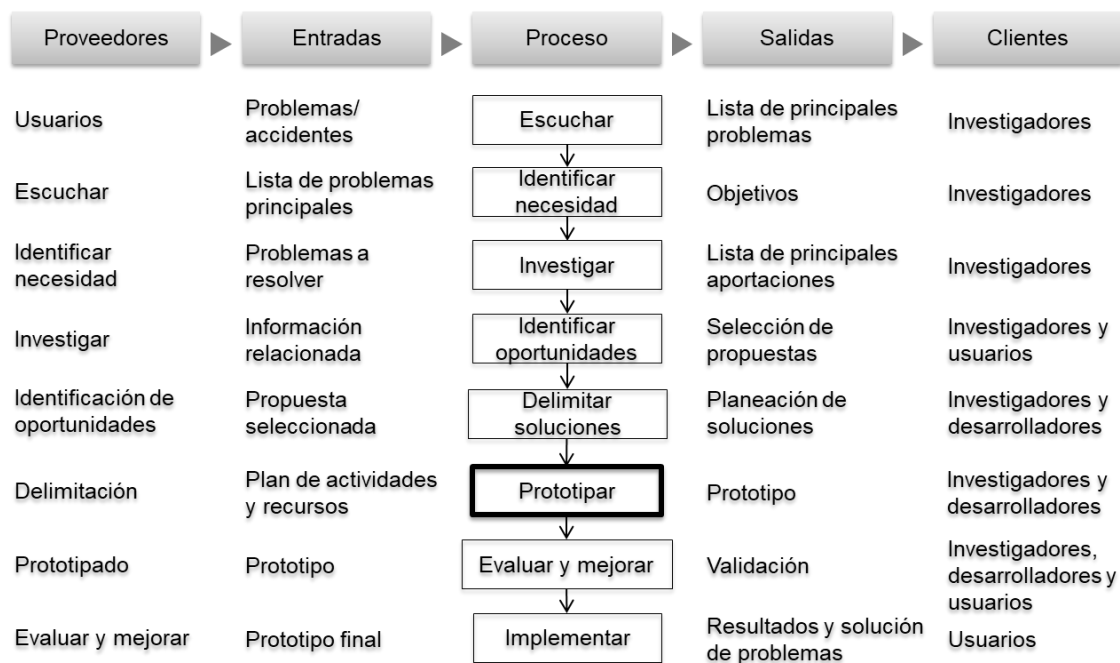 Proveedores
Entradas
Proceso
Salidas
Clientes
Usuarios
Problemas/
accidentes
Escuchar
Lista de principales
problemas
Investigadores
Escuchar
Lista de problemas
principales
Identificar
necesidad
Objetivos
Investigadores
Identificar
necesidad
Problemas a
resolver
Investigar
Lista de principales
aportaciones
Investigadores
Investigar
Información
relacionada
Identificar
oportunidades
Selección de
propuestas
Investigadores y
usuarios
Identificación de
oportunidades
Propuesta
seleccionada
Delimitar
soluciones
Planeación de
soluciones
Investigadores y
desarrolladores
Delimitación
Plan de actividades
y recursos
Prototipar
Prototipo
Investigadores y
desarrolladores
Prototipado
Prototipo
Evaluar y mejorar
Validación
Investigadores,
desarrolladores y
usuarios
Evaluar y mejorar
Prototipo final
Implementar
Resultados y solución
de problemas
Usuarios